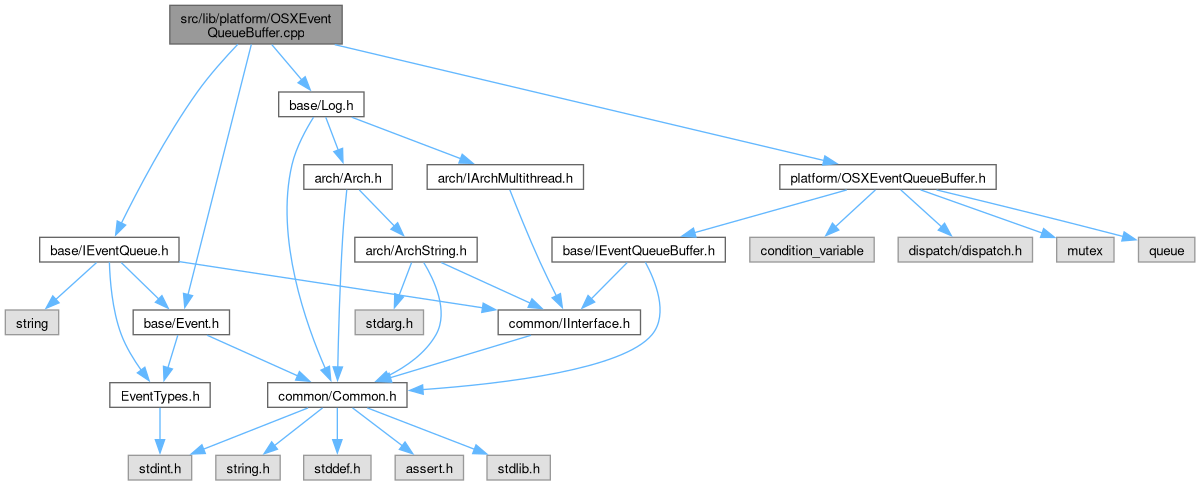 src/lib/platform/OSXEvent
QueueBuffer.cpp
base/Log.h
arch/Arch.h
arch/IArchMultithread.h
platform/OSXEventQueueBuffer.h
base/IEventQueue.h
arch/ArchString.h
base/IEventQueueBuffer.h
condition_variable
dispatch/dispatch.h
mutex
queue
string
base/Event.h
stdarg.h
common/IInterface.h
EventTypes.h
common/Common.h
stdint.h
string.h
stddef.h
assert.h
stdlib.h